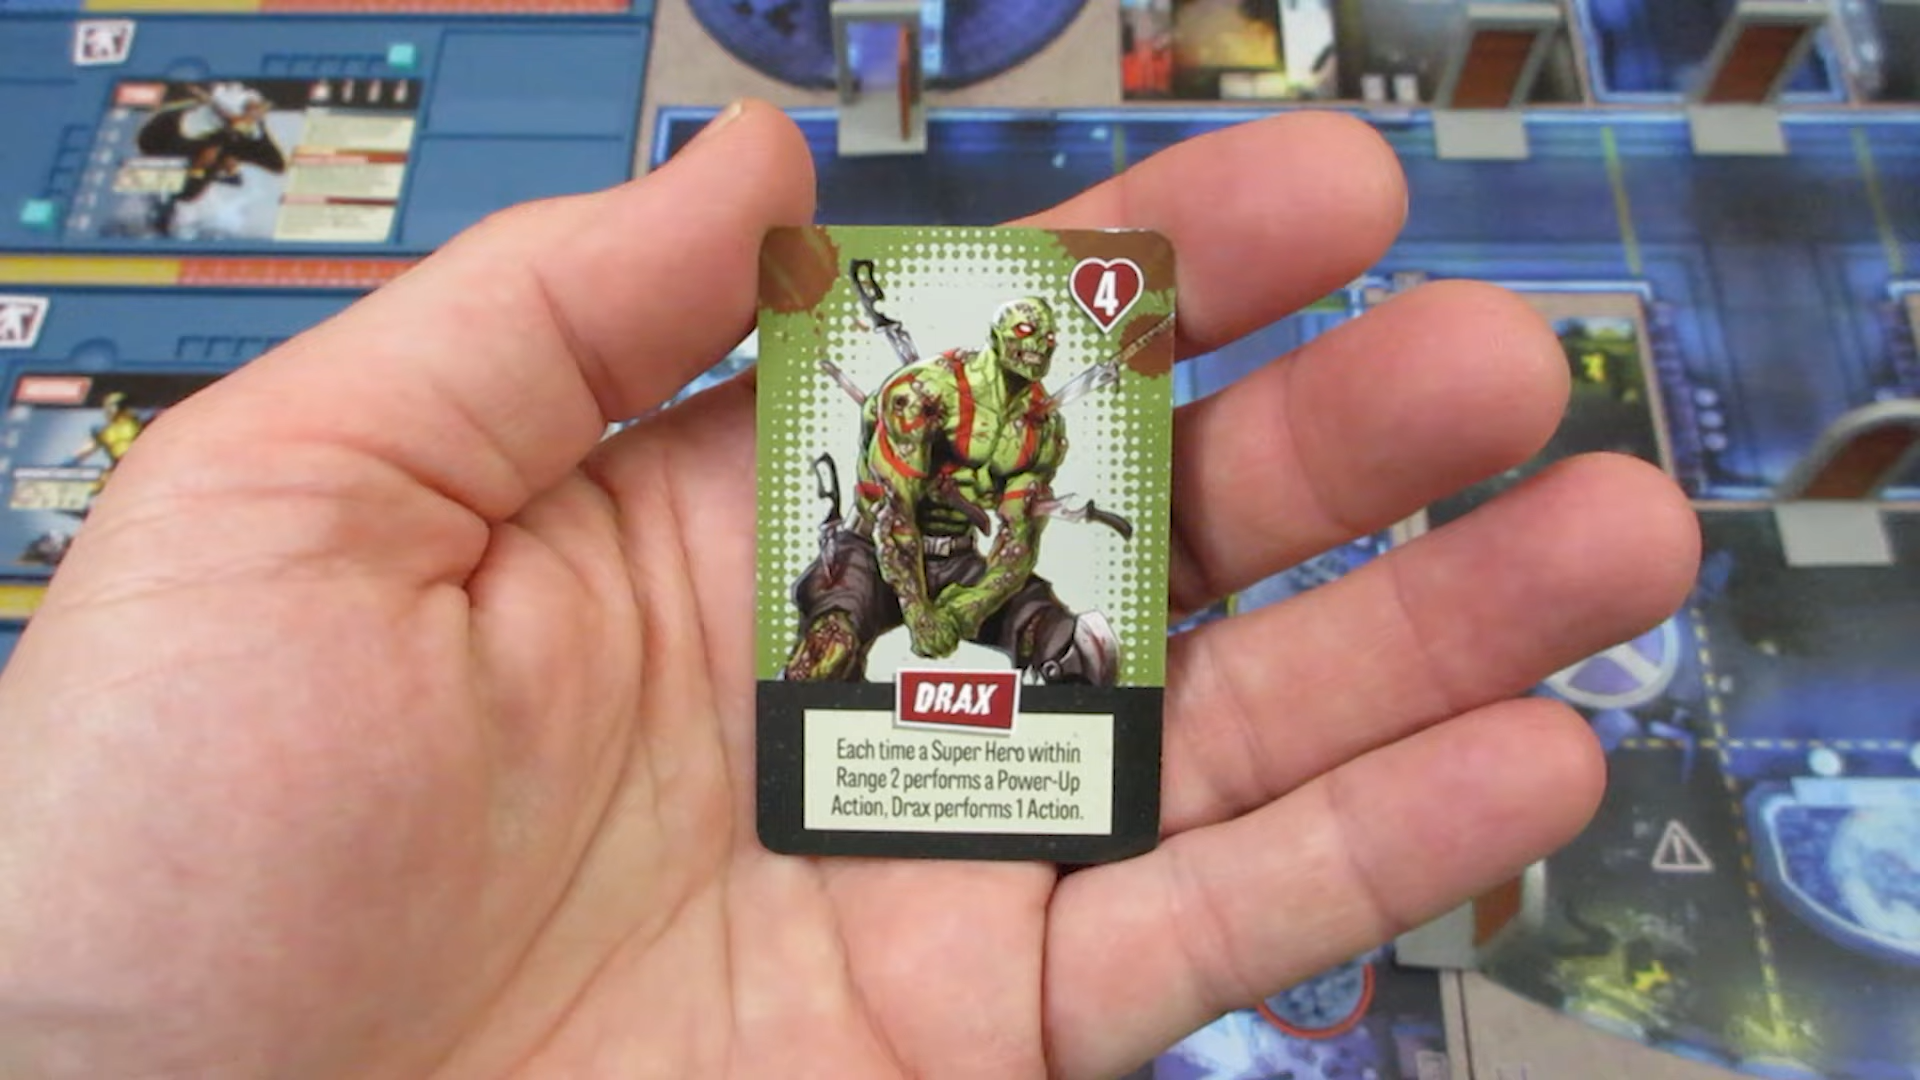 4
DRAX
Each time a Super Hero within
Range 2 performs a Power-Up
Action, Drax performs 1 Action.